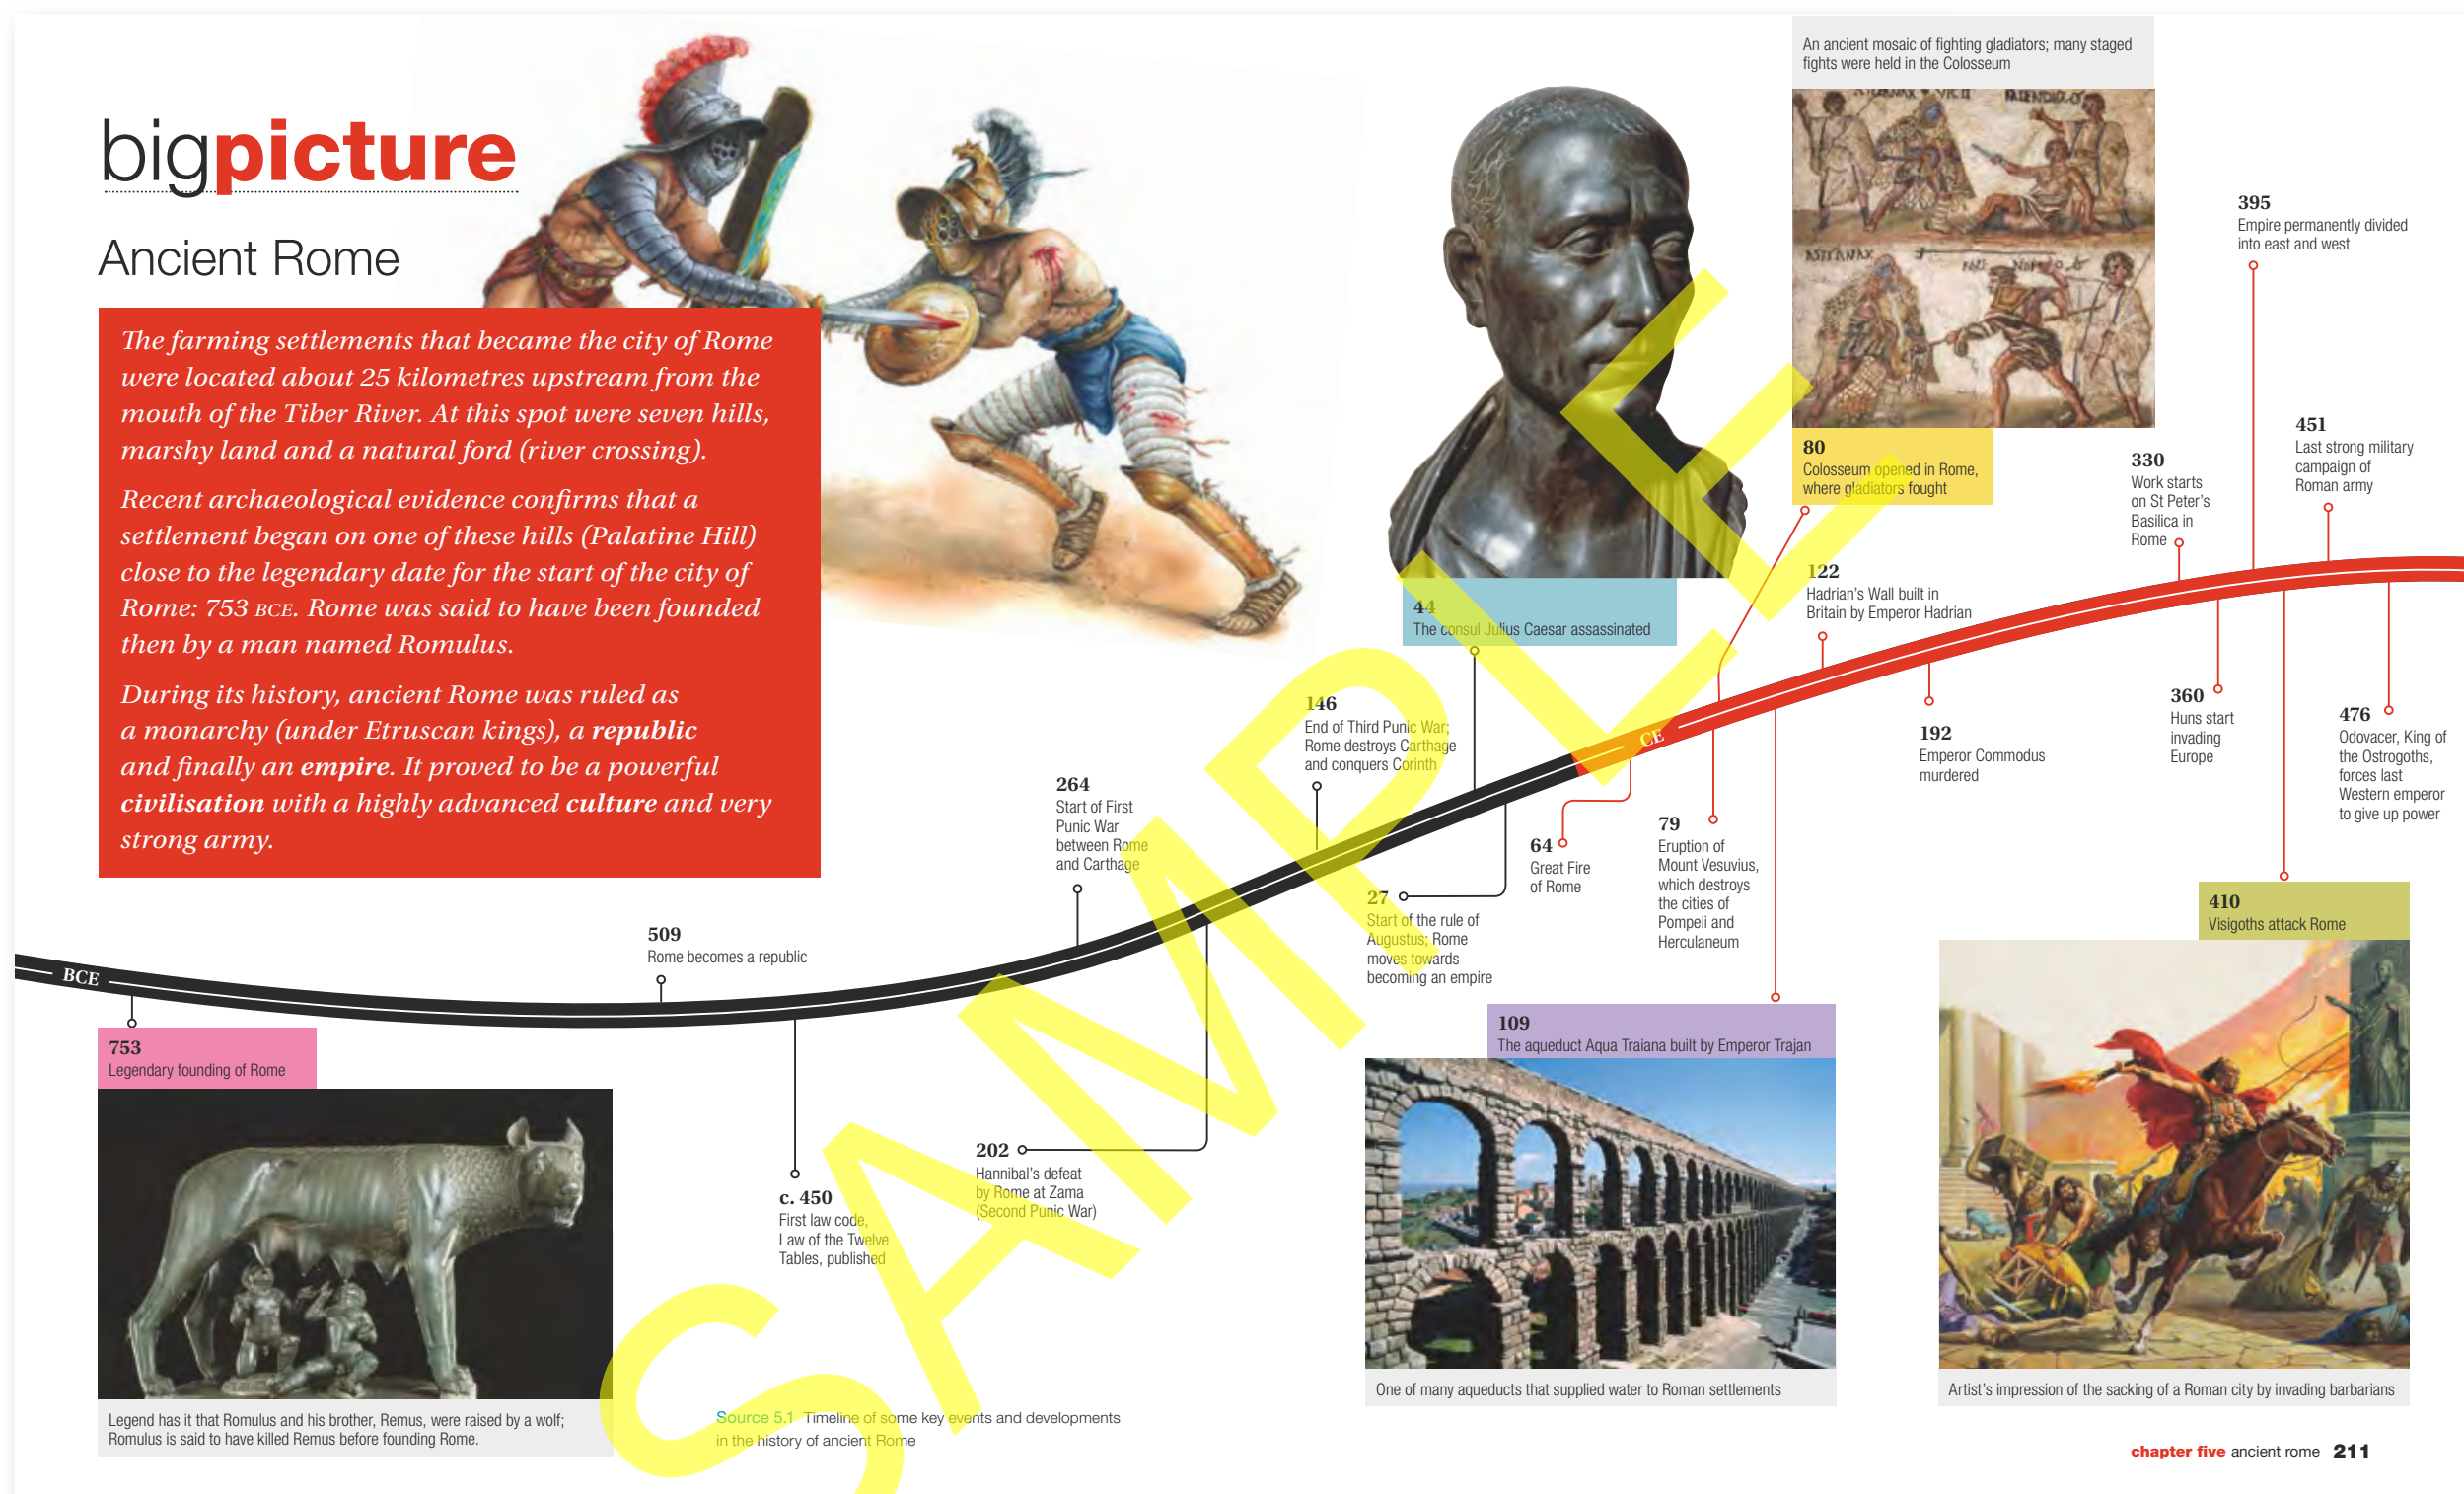 bigpicture
Ancient Rome
The farming settlements that became the city of Rome
were located about 25 kilometres upstream from the
mouth of the Tiber River. At this spot were seven hills,
marshy land and a natural ford (river crossing).
Recent archaeological evidence confirms that a
settlement began on one of these hills (Palatine Hill)
close to the legendary date for the start of the city of
Rome: 753 BCE. Rome was said to have been founded
then by a man named Romulus.
During its history, ancient Rome was ruled as
a monarchy (under Etruscan kings), a republic
and finally an empire. It proved to be a powerful
civilisation with a highly advanced culture and very
strong army.
BCE
753
Legendary founding of Rome
Legend has it that Romulus and his brother, Remus, were raised by a wolf;
Romulus is said to have killed Remus before founding Rome.
509
Rome becomes a republic
c. 450
First law code,
Law of the Twelve
Tables, published
264
Start of First
Punic War
between Rome
and Carthage
202
Hannibal's defeat
by Rome at Zama
(Second Punic War)
146
End of Third Punic War;
Rome destroys Carthage
and conquers Corinth
44
The consul Julius Caesar assassinated
27
Start of the rule of
Augustus; Rome
moves towards
becoming an empire
CE
64
Great Fire
of Rome
79
Eruption of
Mount Vesuvius,
which destroys
the cities of
Pompeii and
Herculaneum
An ancient mosaic of fighting gladiators; many staged
fights were held in the Colosseum
80
Colosseum opened in Rome,
where gladiators fought
109
The aqueduct Aqua Traiana built by Emperor Trajan
One of many aqueducts that supplied water to Roman settlements
122
Hadrian's Wall built in
Britain by Emperor Hadrian
192
Emperor Commodus
murdered
330
Work starts
on St Peter's
Basilica in
Rome
360
Huns start
invading
Europe
395
Empire permanently divided
into east and west
410
Visigoths attack Rome
Artist's impression of the sacking of a Roman city by invading barbarians
451
Last strong military
campaign of
Roman army
476
Odovacer, King of
the Ostrogoths,
forces last
Western emperor
to give up power
Source 5.1 Timeline of some key events and developments
in the history of ancient Rome
SAMPLE
chapter five ancient rome 211